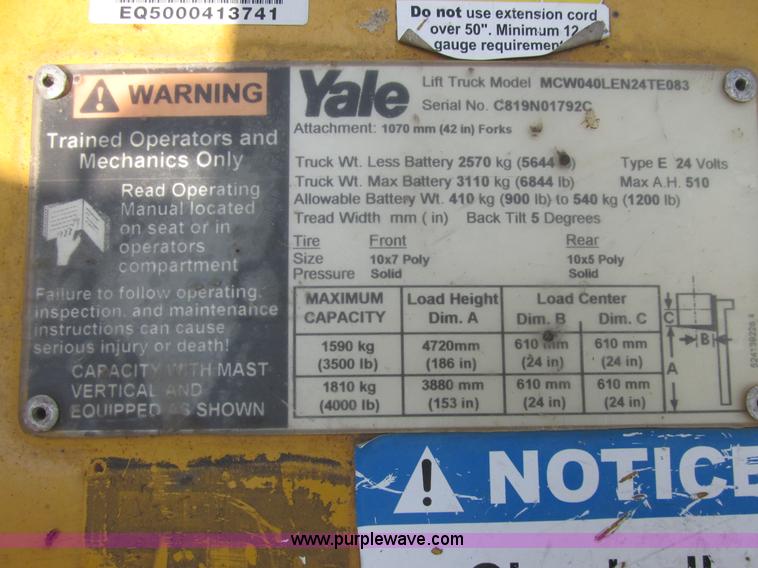 EQ5000413741
Do not use extension cord
over 50". Minimum 12
gauge requirement
WARNING
Trained Operators and
Mechanics Only
Read Operating
Manual located
on seat or in
operators
compartment
Failure to follow operating,
inspection, and maintenance
instructions can cause
serious injury or death!
CAPACITY WITH MAST
VERTICAL AND
EQUIPPED AS SHOWN
Yale Lift Truck Model MCW040LEN24TE083
Serial No. C819N01792C
Attachment: 1070 mm (42 in) Forks
Truck Wt. Less Battery 2570 kg (5644 lb) Type E 24 Volts
Truck Wt. Max Battery 3110 kg (6844 lb) Max A.H. 510
Allowable Battery Wt. 410 kg (900 lb) to 540 kg (1200 lb)
Tread Width mm ( in) Back Tilt 5 Degrees
Tire Front Rear
Size 10x7 Poly 10x5 Poly
Pressure Solid Solid
MAXIMUM Load Height Load Center
CAPACITY Dim. A Dim. B Dim. C
1590 kg 4720mm 610 mm 610 mm
(3500 lb) (186 in) (24 in) (24 in)
1810 kg 3880 mm 610 mm 610 mm
(4000 lb) (153 in) (24 in) (24 in)
C
B
A
NOTICE
www.purplewave.com